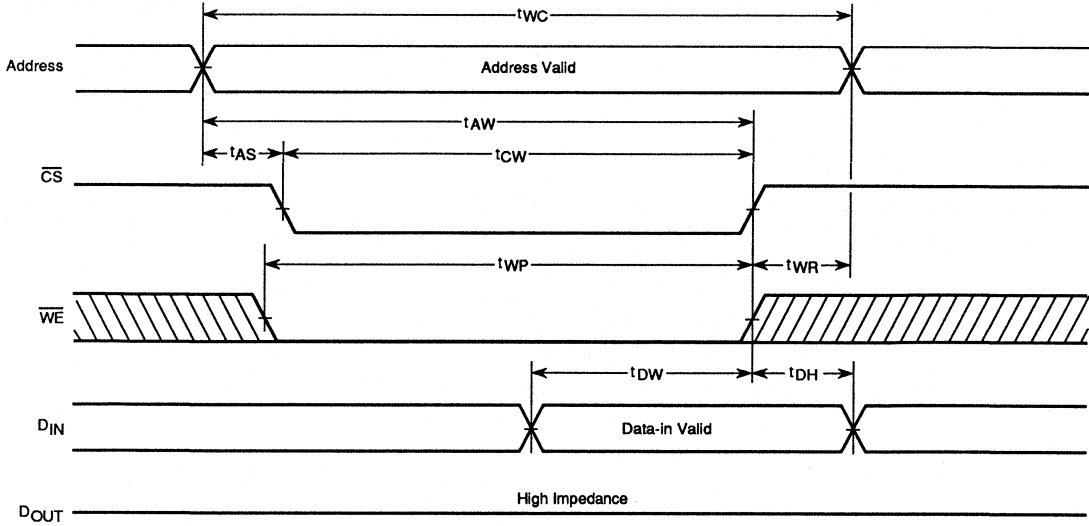 tWC
Address
Address Valid
tAW
tAS
tCW
CS
tWP
tWR
WE
tDW
tDH
DIN
Data-in Valid
High Impedance
DOUT